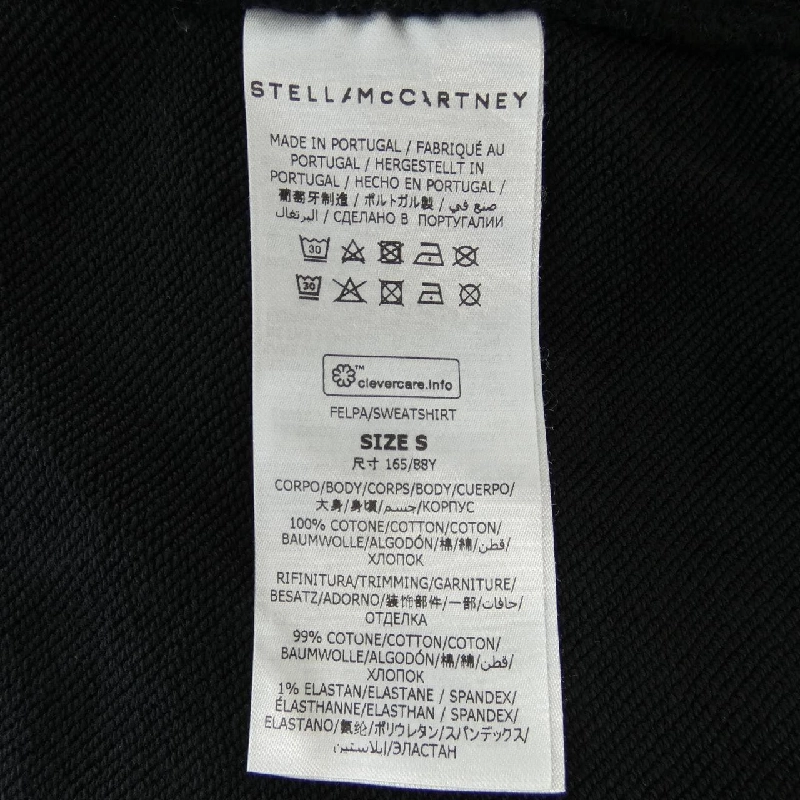 STELLAMcCARTNEY
MADE IN PORTUGAL / FABRIQUÉ AU
PORTUGAL / HERGESTELLT IN
PORTUGAL / HECHO EN PORTUGAL /
葡萄牙制造 / ポルトガル製 / صنع في
البرتغال / СДЕЛАНО В ПОРТУГАЛИИ
30
30
™
clevercare.info
FELPA/SWEATSHIRT
SIZE S
尺寸 165/88Y
CORPO/BODY/CORPS/BODY/CUERPO/
大身/身頃/جسم/КОРПУС
100% COTONE/COTTON/COTON/
BAUMWOLLE/ALGODÓN/棉/綿/قطن/
ХЛОПОК
RIFINITURA/TRIMMING/GARNITURE/
BESATZ/ADORNO/装饰部件/一部/حافات/
ОТДЕЛКА
99% COTONE/COTTON/COTON/
BAUMWOLLE/ALGODÓN/棉/綿/قطن/
ХЛОПОК
1% ELASTAN/ELASTANE / SPANDEX/
ÉLASTHANNE/ELASTHAN / SPANDEX/
ELASTANO/氨纶/ポリウレタン/スパンデックス/
إيلاستين/ЭЛАСТАН